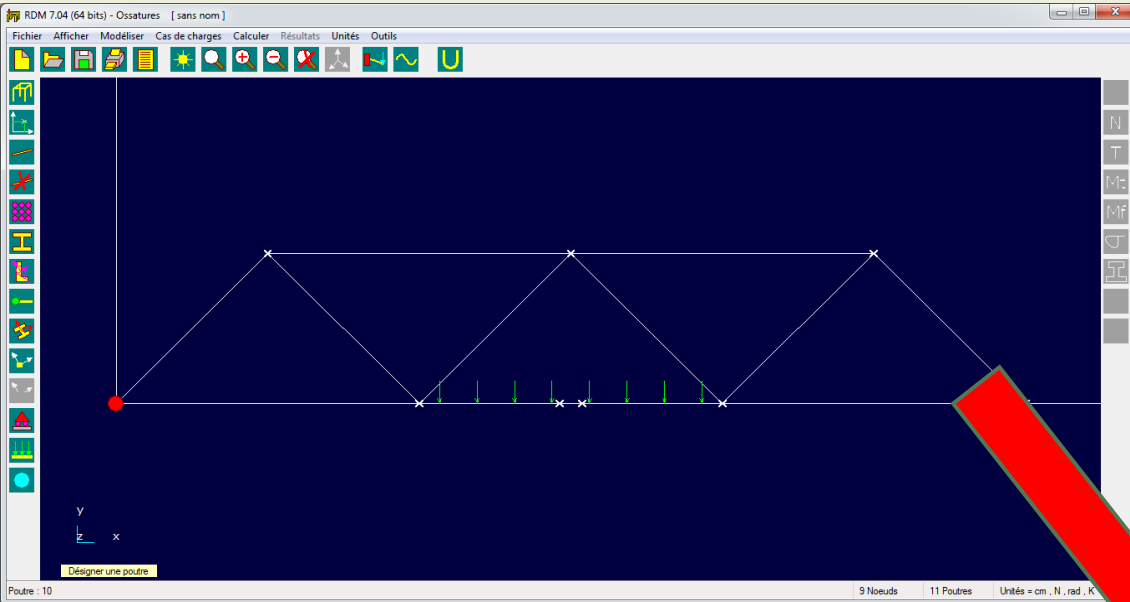 RDM 7.04 (64 bits) - Ossatures [ sans nom ]
Fichier Afficher Modéliser Cas de charges Calculer Résultats Unités Outils
N
T
Mf
y
z x
Désigner une poutre
Poutre : 10 9 Noeuds 11 Poutres Unités = cm , N , rad , K